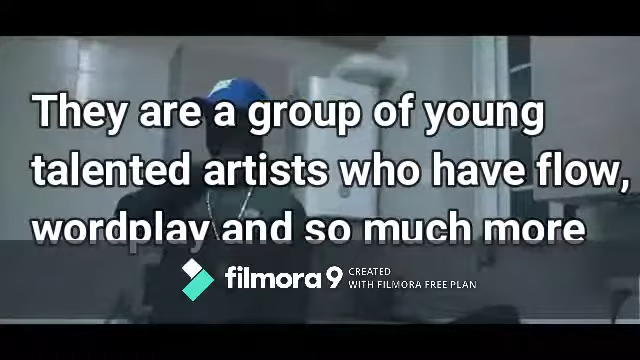 They are a group of young
talented artists who have flow,
wordplay and so much more
filmora 9 CREATED
WITH FILMORA FREE PLAN